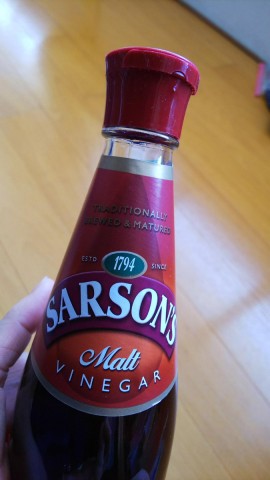 TRADITIONALLY
BREWED & MATURED
ESTD 1794 SINCE
SARSON'S
Malt
VINEGAR